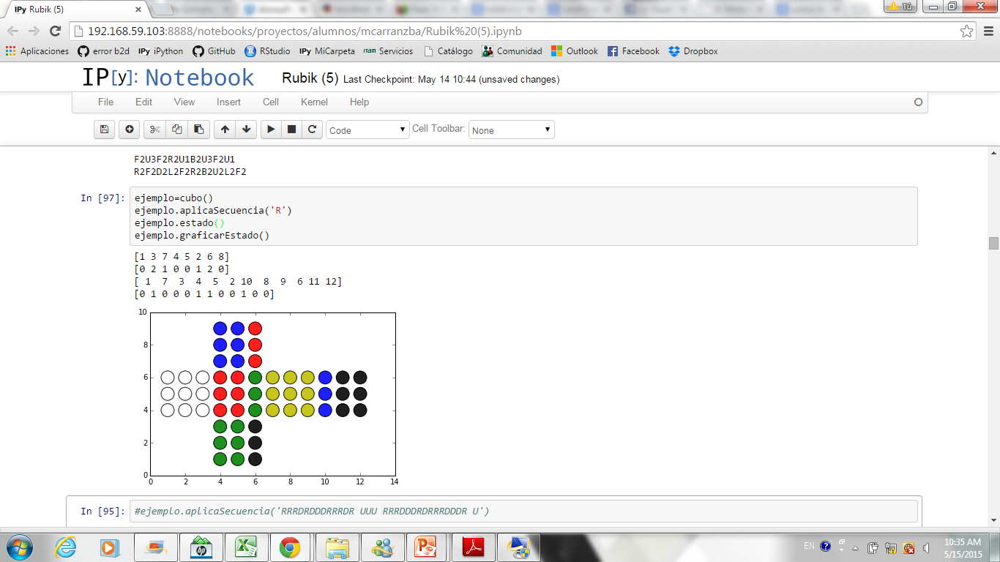 IPy Rubik (5)
Tú
192.168.59.103:8888/notebooks/proyectos/alumnos/mcarranzba/Rubik%20(5).ipynb
Aplicaciones error b2d IPy iPython GitHub RStudio IPy MiCarpeta ITAM Servicios Catálogo Comunidad Outlook Facebook Dropbox
IP[y]: Notebook Rubik (5) Last Checkpoint: May 14 10:44 (unsaved changes)
File Edit View Insert Cell Kernel Help
Code Cell Toolbar: None
F2U3F2R2U1B2U3F2U1
R2F2D2L2F2R2B2U2L2F2
In [97]: ejemplo=cubo()
ejemplo.aplicaSecuencia('R')
ejemplo.estado()
ejemplo.graficarEstado()
[1 3 7 4 5 2 6 8]
[0 2 1 0 0 1 2 0]
[ 1  7  3  4  5  2 10  8  9  6 11 12]
[0 1 0 0 0 1 1 0 0 1 0 0]
10
8
6
4
2
0
0 2 4 6 8 10 12 14
In [95]: #ejemplo.aplicaSecuencia('RRRDRDDDRRRDR UUU RRRDDDRDRRRDDDR U')
EN 10:35 AM
5/15/2015